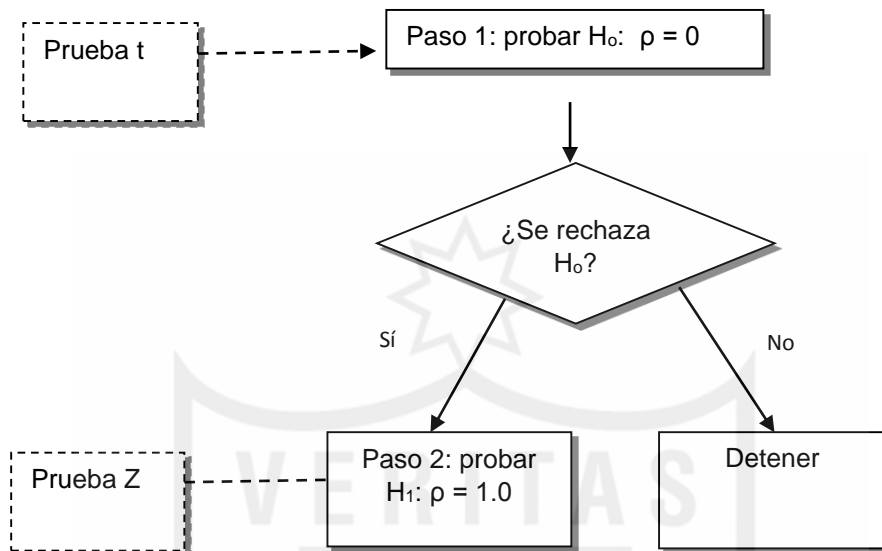 Prueba t
Paso 1: probar Hₒ: ρ = 0
¿Se rechaza
Hₒ?
Sí
No
Prueba Z
Paso 2: probar
H₁: ρ = 1.0
Detener
VERITAS